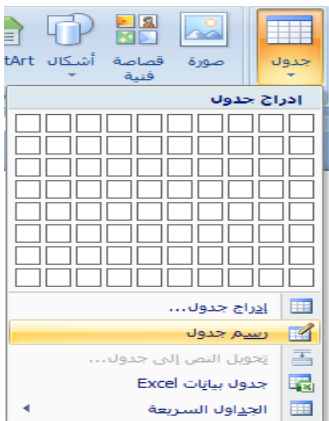 جدول صورة قصاصة أشكال tArt
فنية
إدراج جدول
إدراج جدول...
رسم جدول
تحويل النص إلى جدول...
جدول بيانات Excel
الجداول السريعة